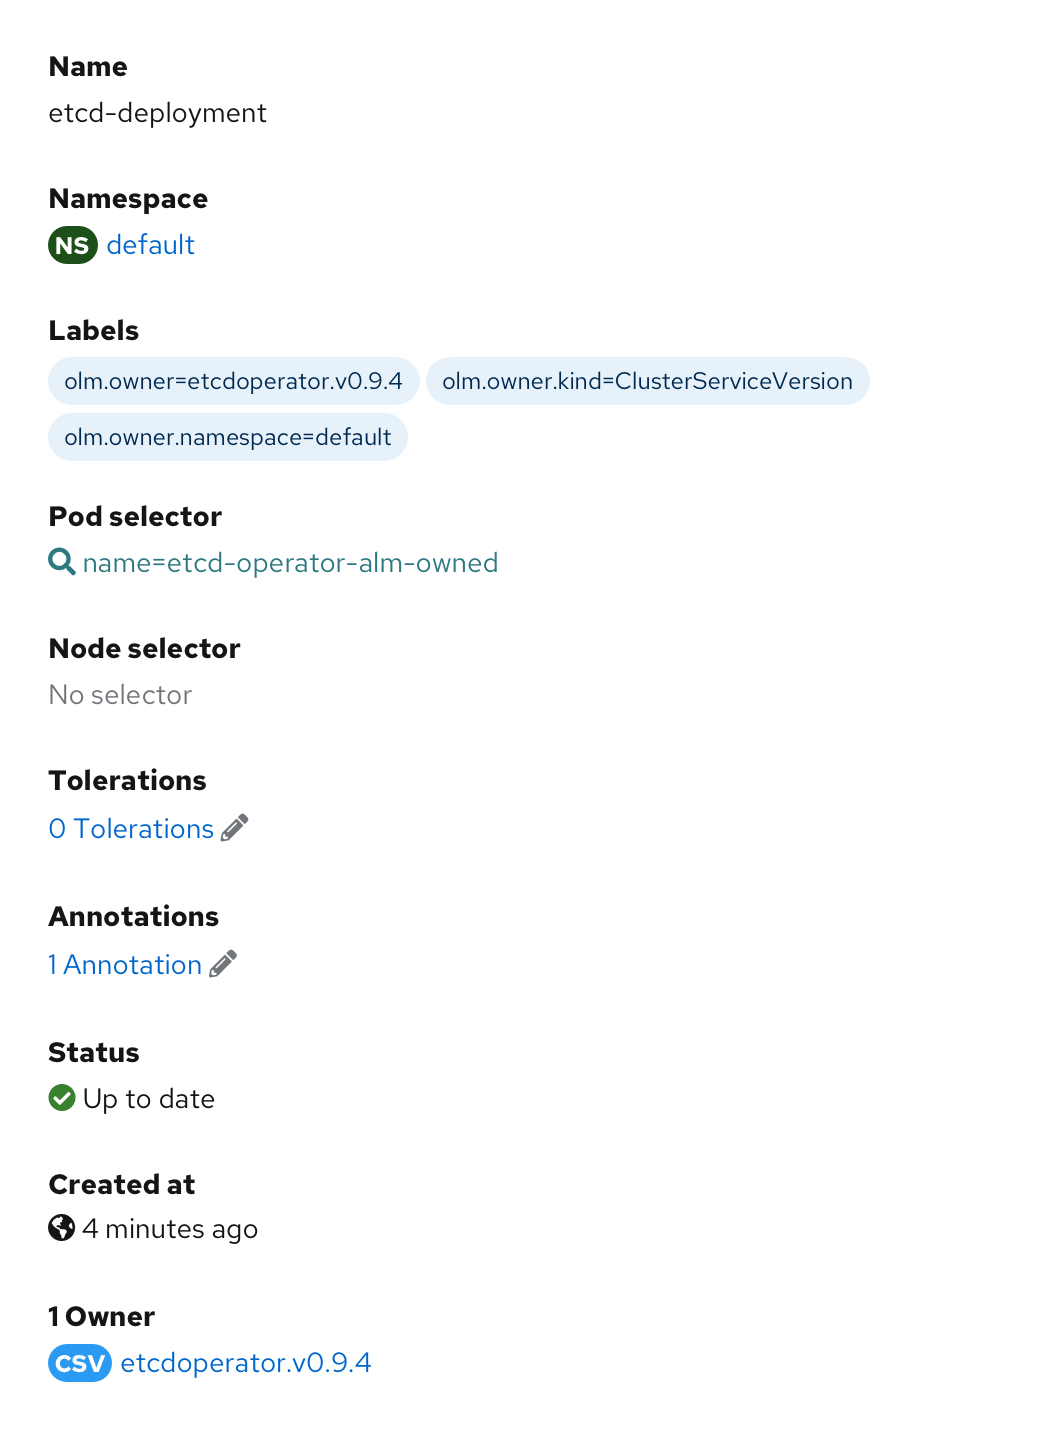 Name
etcd-deployment
Namespace
NS default
Labels
olm.owner=etcdoperator.v0.9.4 olm.owner.kind=ClusterServiceVersion
olm.owner.namespace=default
Pod selector
name=etcd-operator-alm-owned
Node selector
No selector
Tolerations
0 Tolerations
Annotations
1 Annotation
Status
Up to date
Created at
4 minutes ago
1 Owner
CSV etcdoperator.v0.9.4